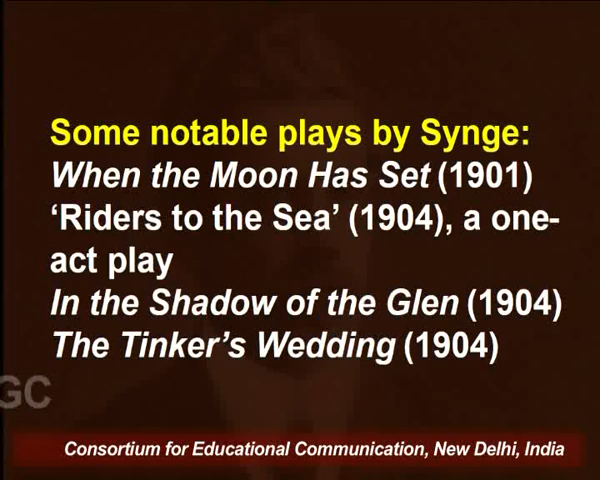 Some notable plays by Synge:
When the Moon Has Set (1901)
‘Riders to the Sea’ (1904), a one-
act play
In the Shadow of the Glen (1904)
The Tinker’s Wedding (1904)
GC
Consortium for Educational Communication, New Delhi, India